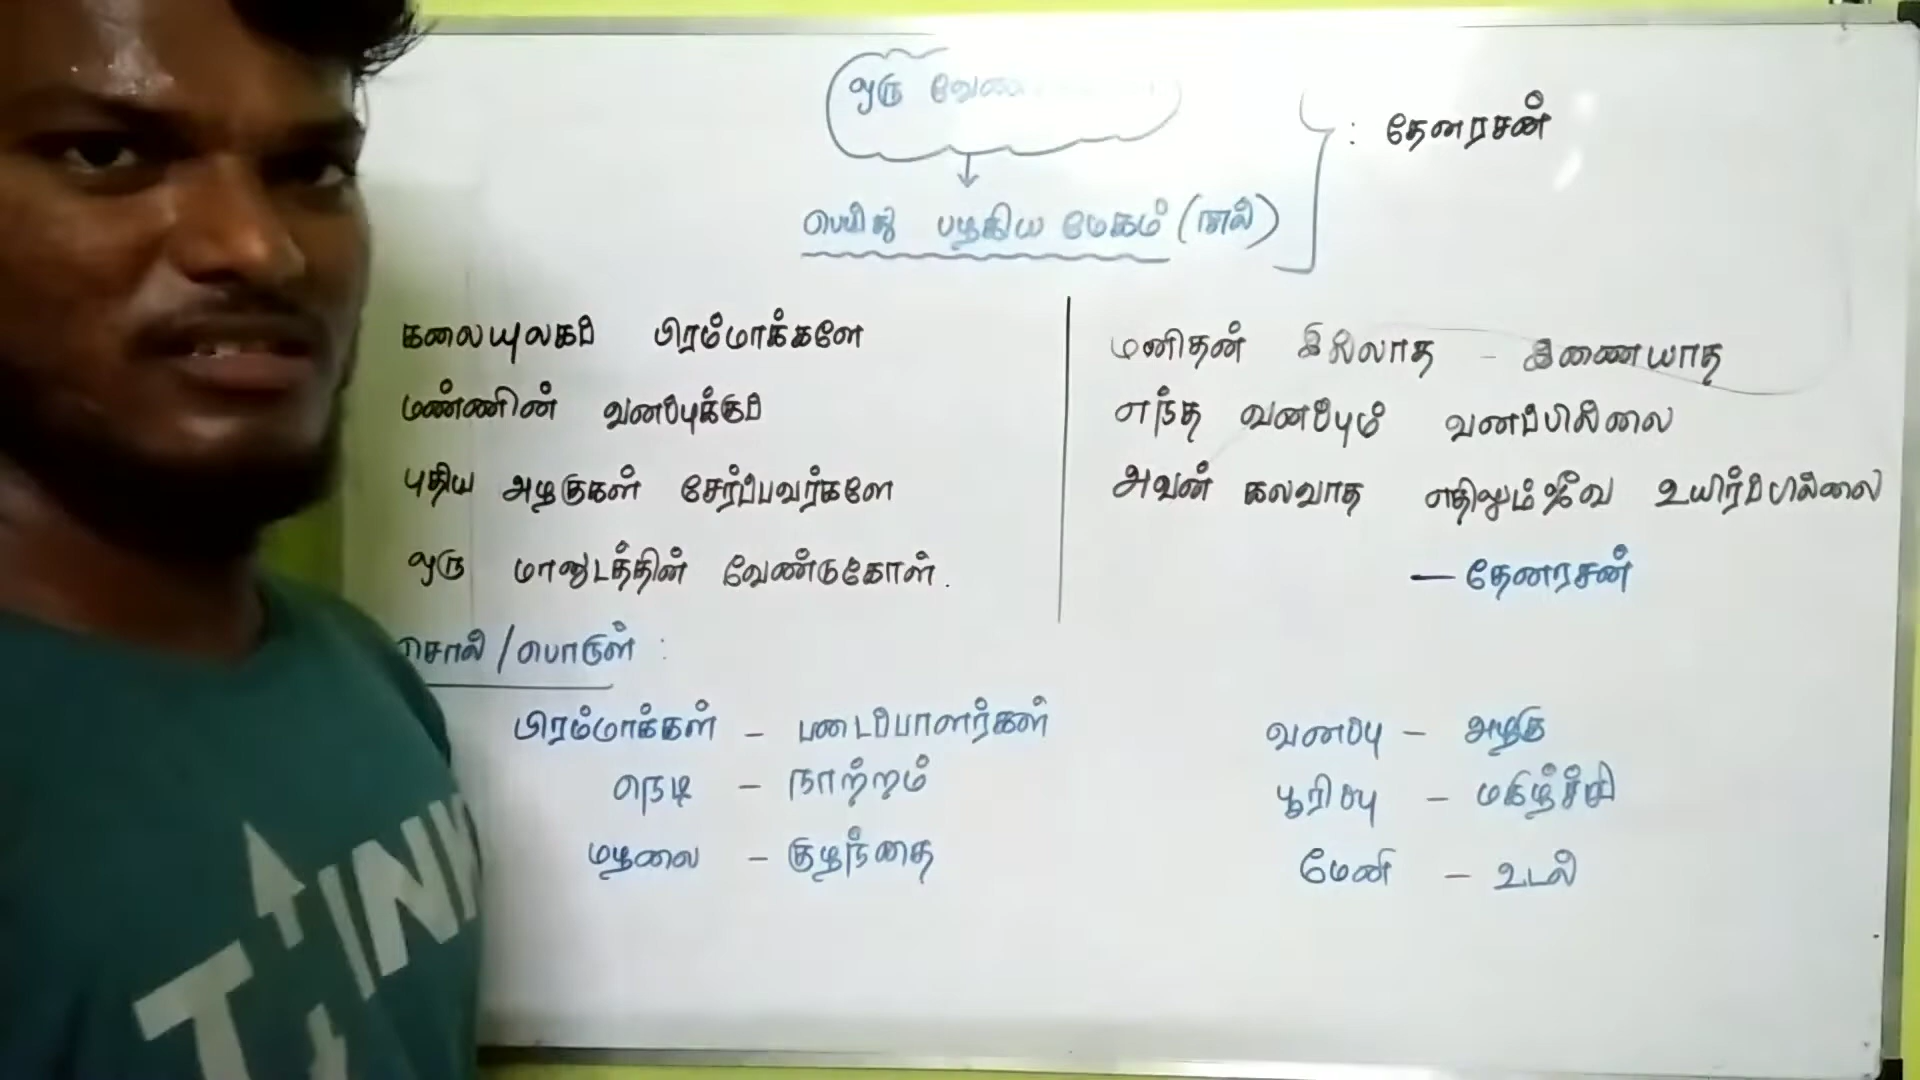 ஒரு
: தேனரசன்
பெய்து பழகிய மேகம் (நூல்)
கலையுலகப் பிரம்மாக்களே
மண்ணின் வனப்புக்குப்
புதிய அழகுகள் சேர்ப்பவர்களே
ஒரு மானுடத்தின் வேண்டுகோள்.
மனிதன் இல்லாத - இணையாத
எந்த வனப்பும் வனப்பில்லை
அவன் கலவாத எதிலும் உயிர்ப்பில்லை
— தேனரசன்
சொல் / பொருள் :
பிரம்மாக்கள் – படைப்பாளர்கள்
நெடி – நாற்றம்
மழலை – குழந்தை
வனப்பு – அழகு
பூரிப்பு – மகிழ்ச்சி
மேனி – உடல்
THINK